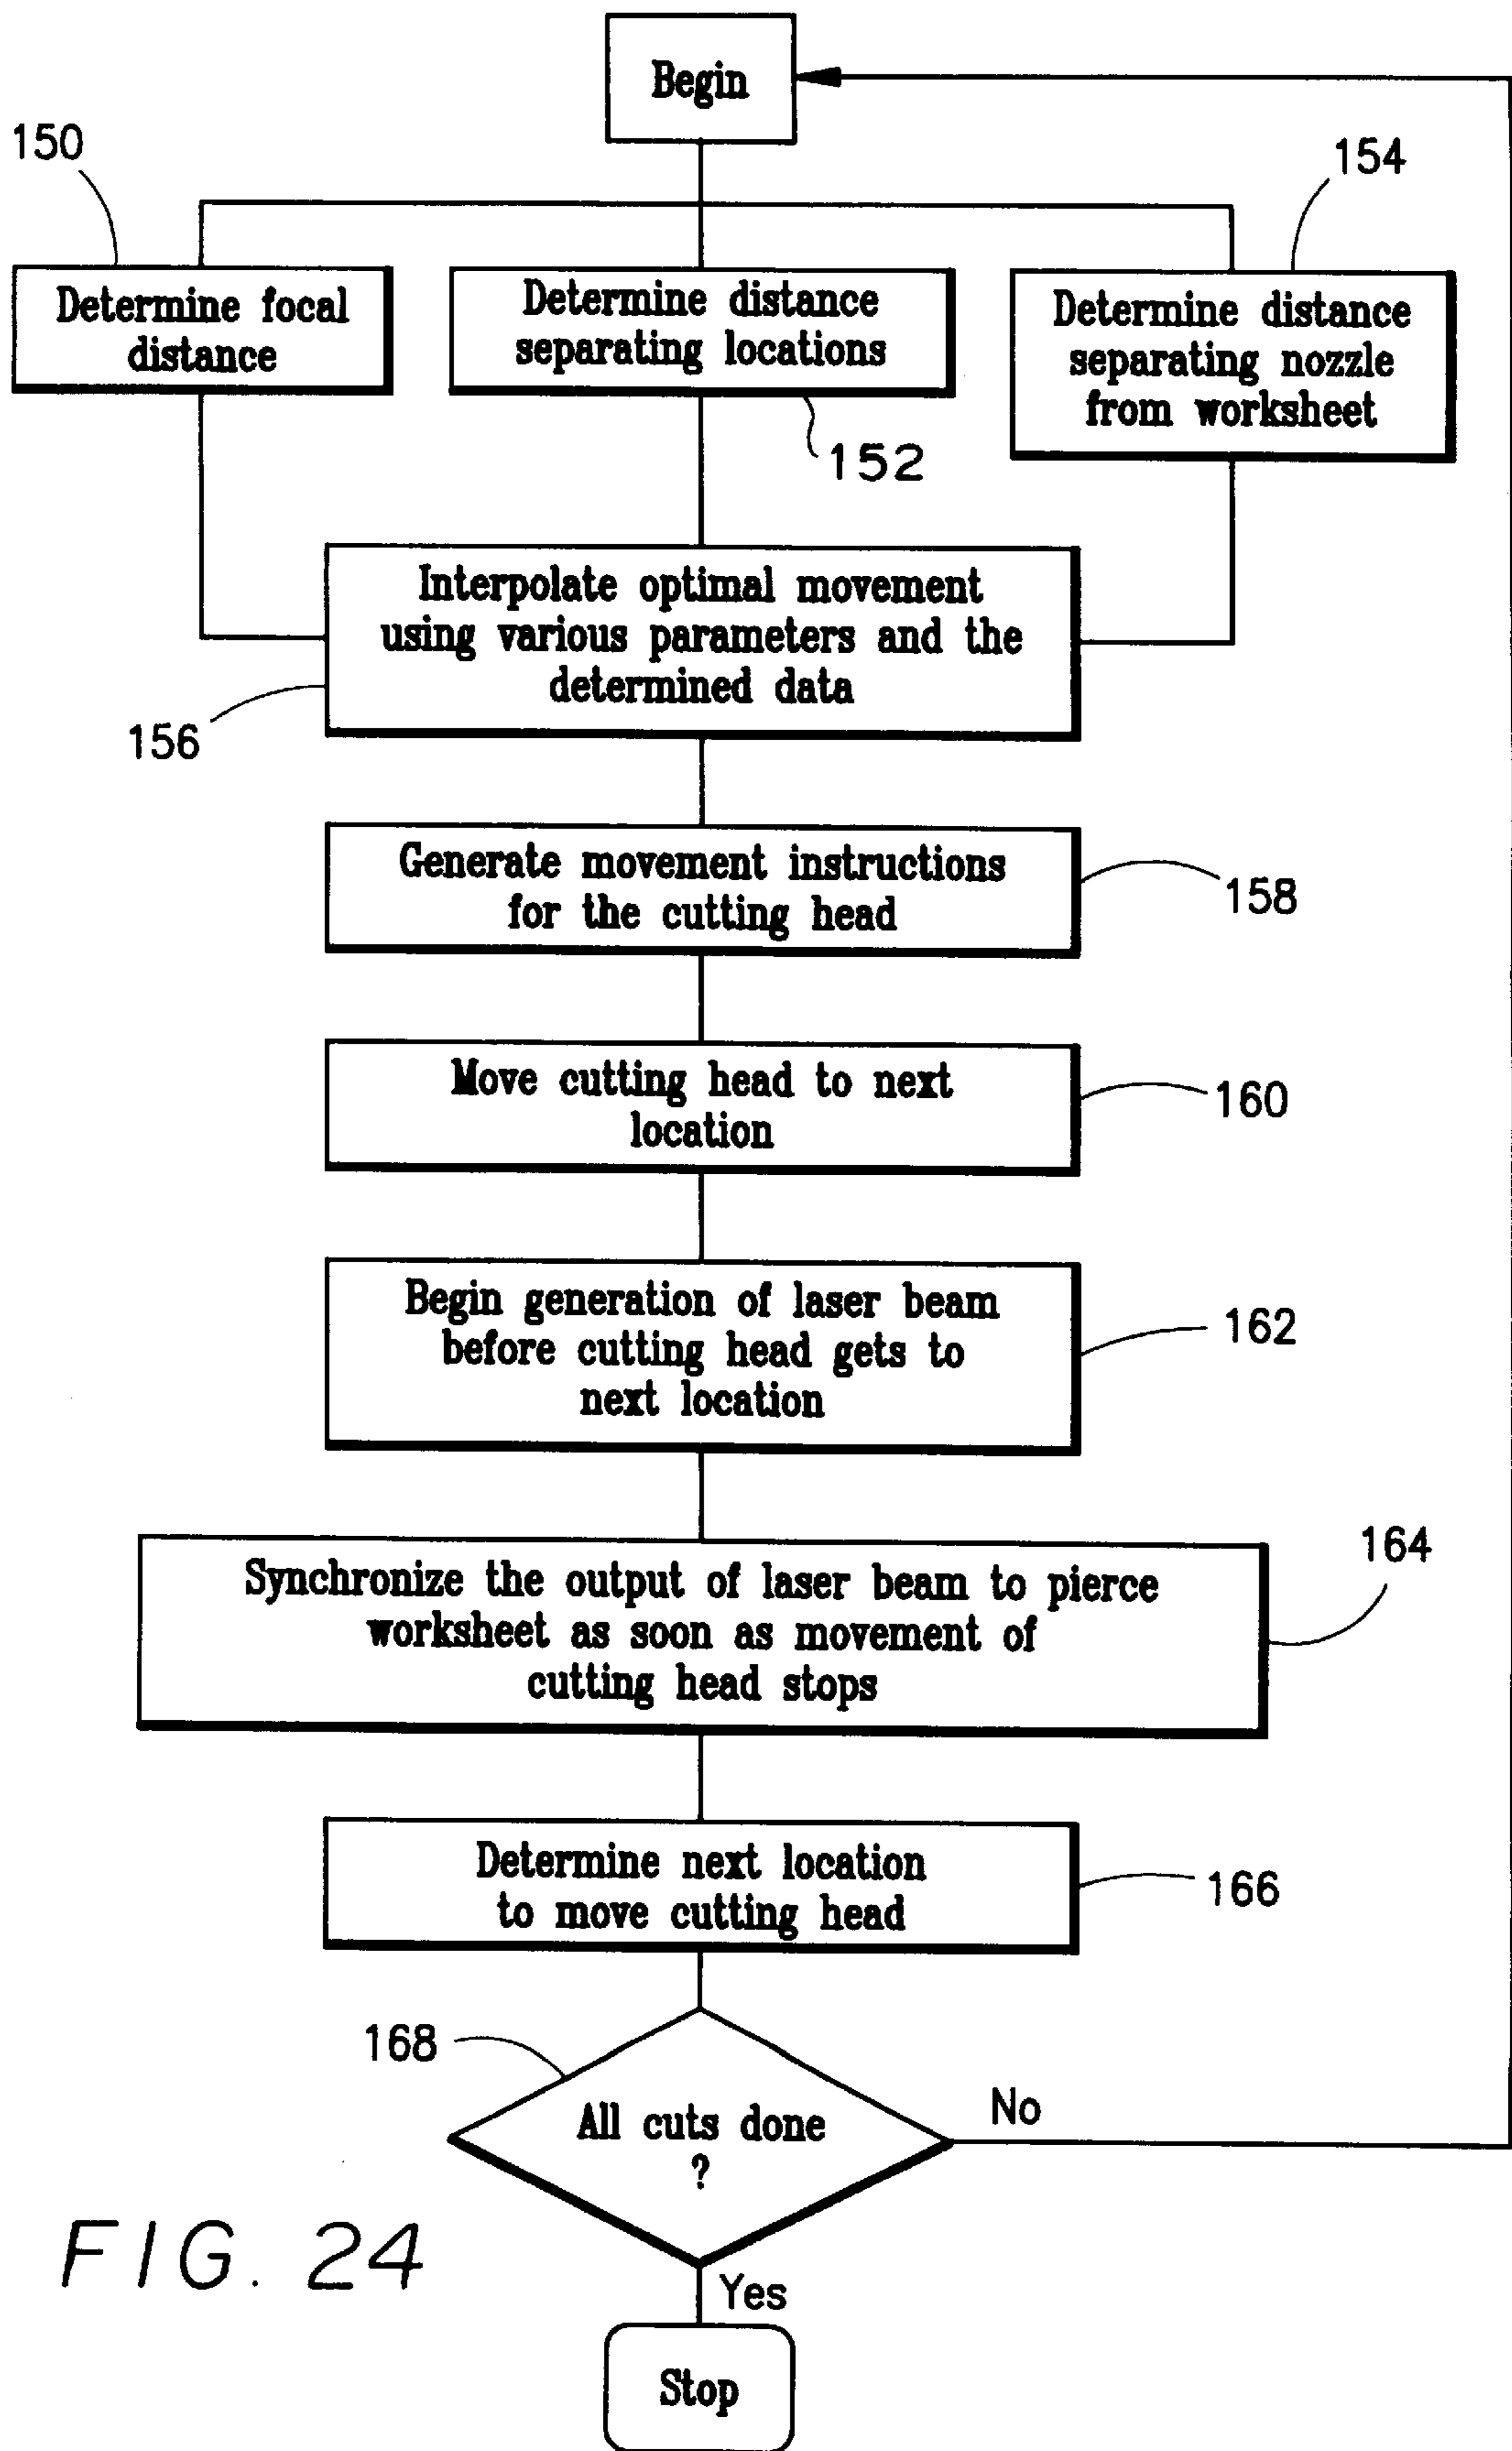 Begin
150
154
Determine focal
distance
Determine distance
separating locations
Determine distance
separating nozzle
from worksheet
152
Interpolate optimal movement
using various parameters and the
determined data
156
Generate movement instructions
for the cutting head
158
Move cutting head to next
location
160
Begin generation of laser beam
before cutting head gets to
next location
162
Synchronize the output of laser beam to pierce
worksheet as soon as movement of
cutting head stops
164
Determine next location
to move cutting head
166
168
All cuts done
?
No
Yes
Stop
FIG. 24